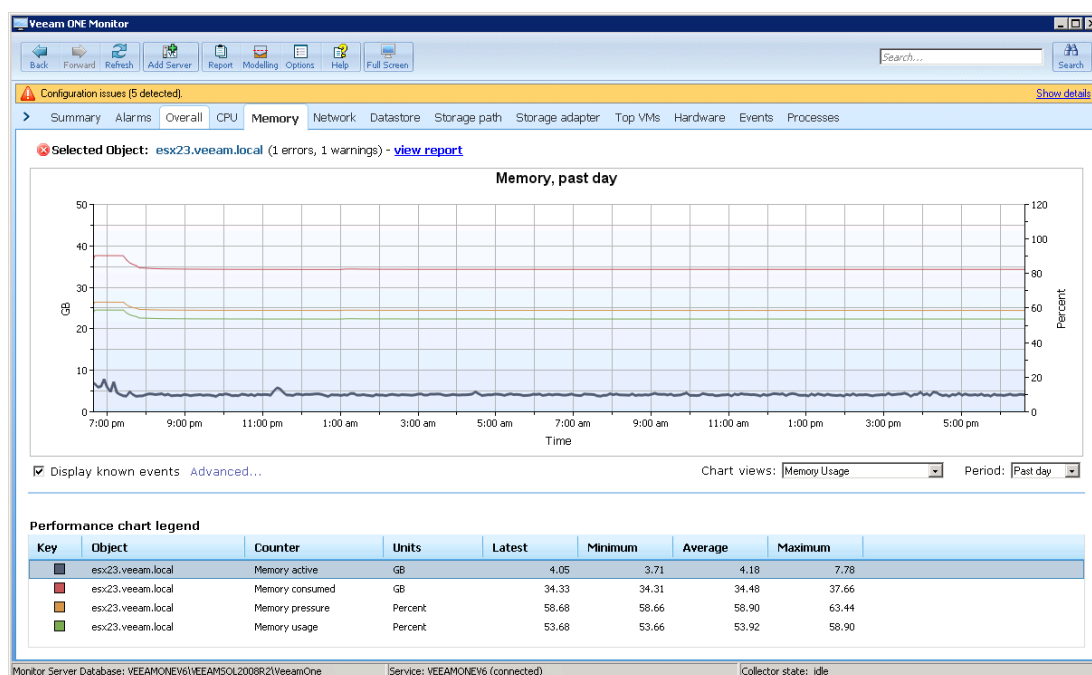 Veeam ONE Monitor
Back Forward Refresh Add Server Report Modelling Options Help Full Screen Search... Search
Configuration issues (5 detected). Show details
> Summary Alarms Overall CPU Memory Network Datastore Storage path Storage adapter Top VMs Hardware Events Processes
Selected Object: esx23.veeam.local (1 errors, 1 warnings) - view report
Memory, past day
50 120
100
40
80
30
60
20
40
10
20
0 0
GB
Percent
7:00 pm 9:00 pm 11:00 pm 1:00 am 3:00 am 5:00 am 7:00 am 9:00 am 11:00 am 1:00 pm 3:00 pm 5:00 pm
Time
Display known events Advanced... Chart views: Memory Usage Period: Past day
Performance chart legend
Key Object Counter Units Latest Minimum Average Maximum
esx23.veeam.local Memory active GB 4.05 3.71 4.18 7.78
esx23.veeam.local Memory consumed GB 34.33 34.31 34.48 37.66
esx23.veeam.local Memory pressure Percent 58.68 58.66 58.90 63.44
esx23.veeam.local Memory usage Percent 53.68 53.66 53.92 58.90
Monitor Server Database: VEEAMONEV6\VEEAMSOL2008R2\VeeamOne Service: VEEAMONEV6 (connected) Collector state: idle